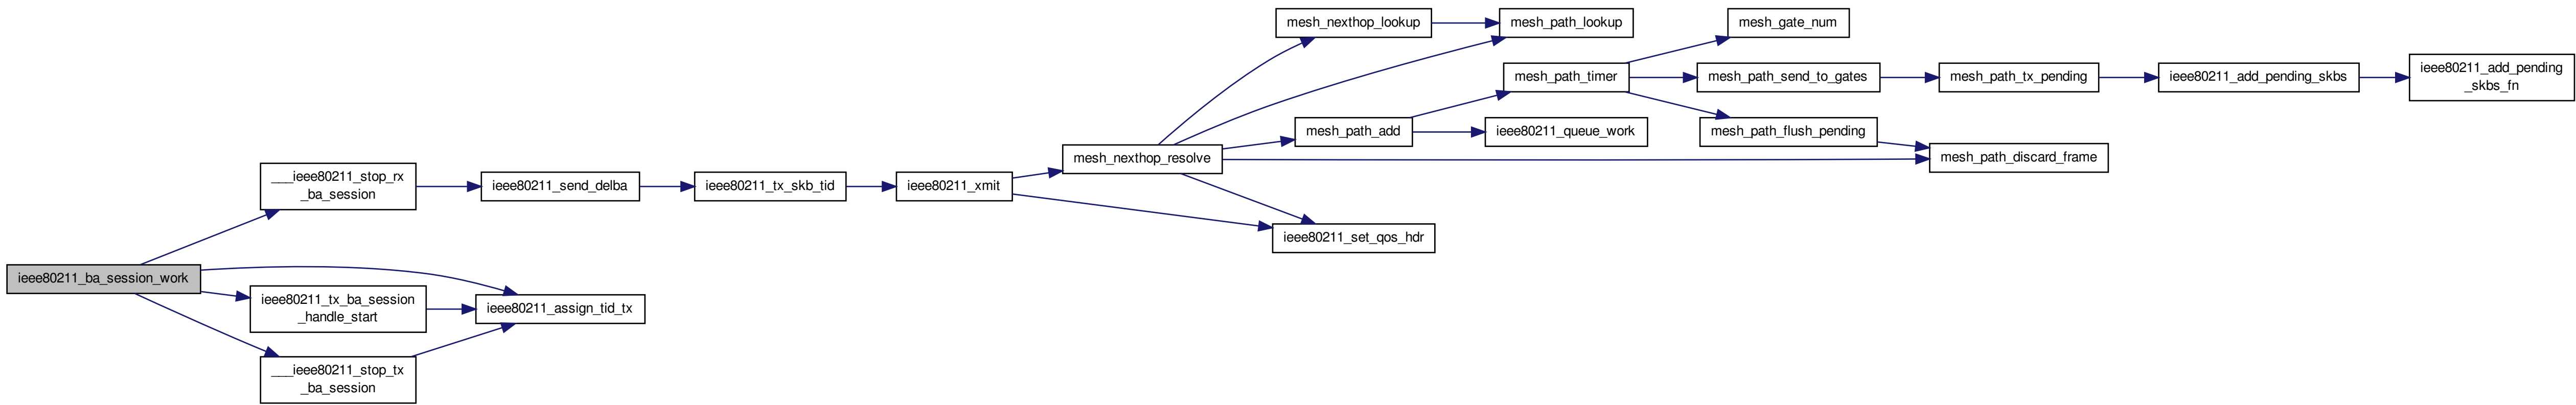 mesh_nexthop_lookup
mesh_path_lookup
mesh_gate_num
mesh_path_timer
mesh_path_send_to_gates
mesh_path_tx_pending
ieee80211_add_pending_skbs
ieee80211_add_pending
_skbs_fn
mesh_path_add
ieee80211_queue_work
mesh_path_flush_pending
mesh_nexthop_resolve
mesh_path_discard_frame
___ieee80211_stop_rx
_ba_session
ieee80211_send_delba
ieee80211_tx_skb_tid
ieee80211_xmit
ieee80211_set_qos_hdr
ieee80211_ba_session_work
ieee80211_tx_ba_session
_handle_start
ieee80211_assign_tid_tx
___ieee80211_stop_tx
_ba_session